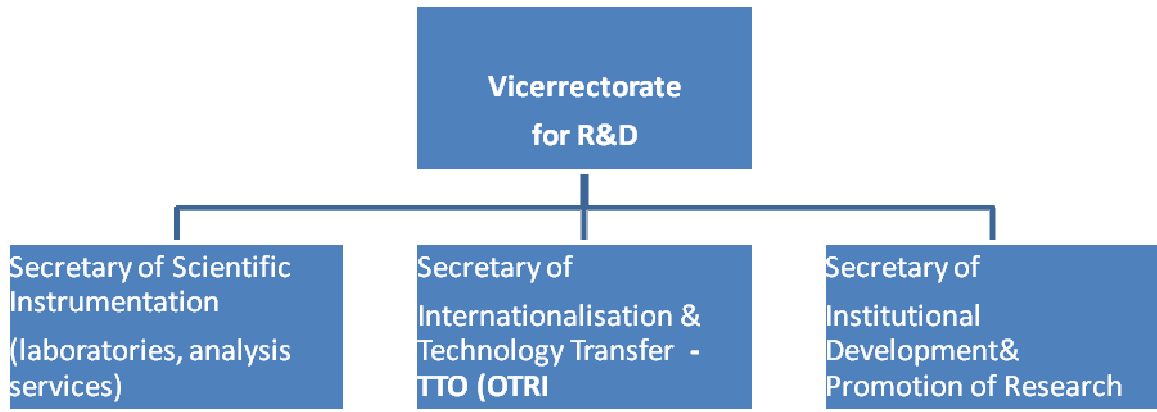 Vicerrectorate
for R&D
Secretary of Scientific
Instrumentation
(laboratories, analysis
services)
Secretary of
Internationalisation &
Technology Transfer -
TTO (OTRI
Secretary of
Institutional
Development&
Promotion of Research